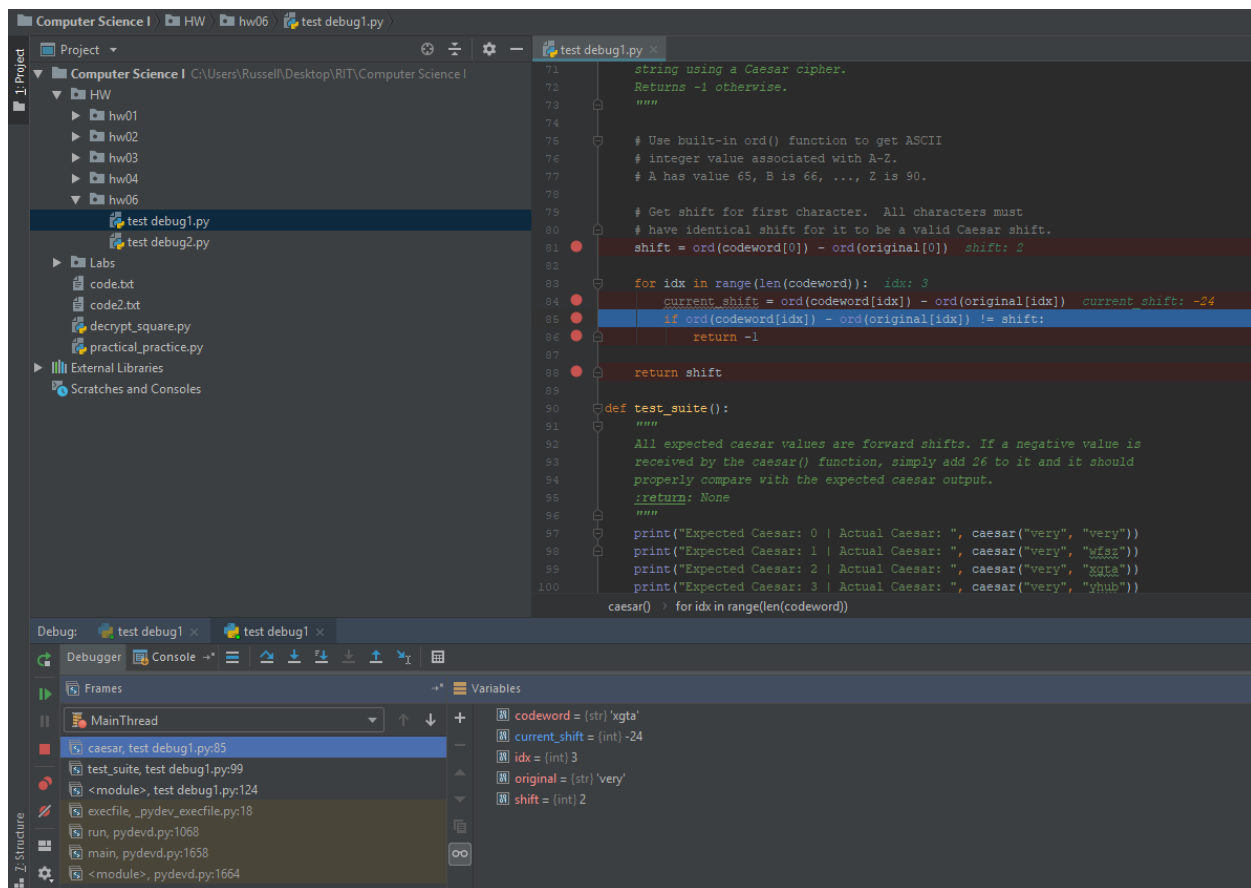 Computer Science I HW hw06 test debug1.py
1: Project
Project
Computer Science I C:\Users\Russell\Desktop\RIT\Computer Science I
HW
hw01
hw02
hw03
hw04
hw06
test debug1.py
test debug2.py
Labs
code.txt
code2.txt
decrypt_square.py
practical_practice.py
External Libraries
Scratches and Consoles
test debug1.py
71 string using a Caesar cipher.
72 Returns -1 otherwise.
73 """
74
75 # Use built-in ord() function to get ASCII
76 # integer value associated with A-Z.
77 # A has value 65, B is 66, ..., Z is 90.
78
79 # Get shift for first character. All characters must
80 # have identical shift for it to be a valid Caesar shift.
81 shift = ord(codeword[0]) - ord(original[0]) shift: 2
82
83 for idx in range(len(codeword)): idx: 3
84 current_shift = ord(codeword[idx]) - ord(original[idx]) current_shift: -24
85 if ord(codeword[idx]) - ord(original[idx]) != shift:
86 return -1
87
88 return shift
89
90 def test_suite():
91 """
92 All expected caesar values are forward shifts. If a negative value is
93 received by the caesar() function, simply add 26 to it and it should
94 properly compare with the expected caesar output.
95 :return: None
96 """
97 print("Expected Caesar: 0 | Actual Caesar: ", caesar("very", "very"))
98 print("Expected Caesar: 1 | Actual Caesar: ", caesar("very", "wfsz"))
99 print("Expected Caesar: 2 | Actual Caesar: ", caesar("very", "xgta"))
100 print("Expected Caesar: 3 | Actual Caesar: ", caesar("very", "yhub"))
caesar() for idx in range(len(codeword))
Debug: test debug1 test debug1
Debugger Console
Frames
MainThread
caesar, test debug1.py:85
test_suite, test debug1.py:99
<module>, test debug1.py:124
execfile, _pydev_execfile.py:18
run, pydevd.py:1068
main, pydevd.py:1658
<module>, pydevd.py:1664
Variables
codeword = {str} 'xgta'
current_shift = {int} -24
idx = {int} 3
original = {str} 'very'
shift = {int} 2
7: Structure